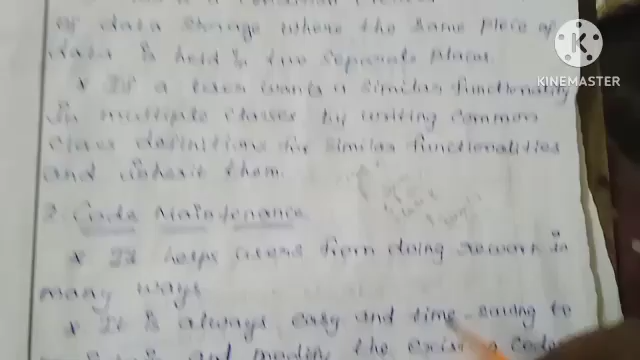 of data storage where the same piece of
data is held in two separate places.
* If a user wants a similar functionality
in multiple classes by writing common
class definitions for similar functionalities
and inherit them.
2. Code Maintenance
* It helps users from doing rework in
many ways
* It is always easy and time-saving to
and modify the existing code
KINEMASTER